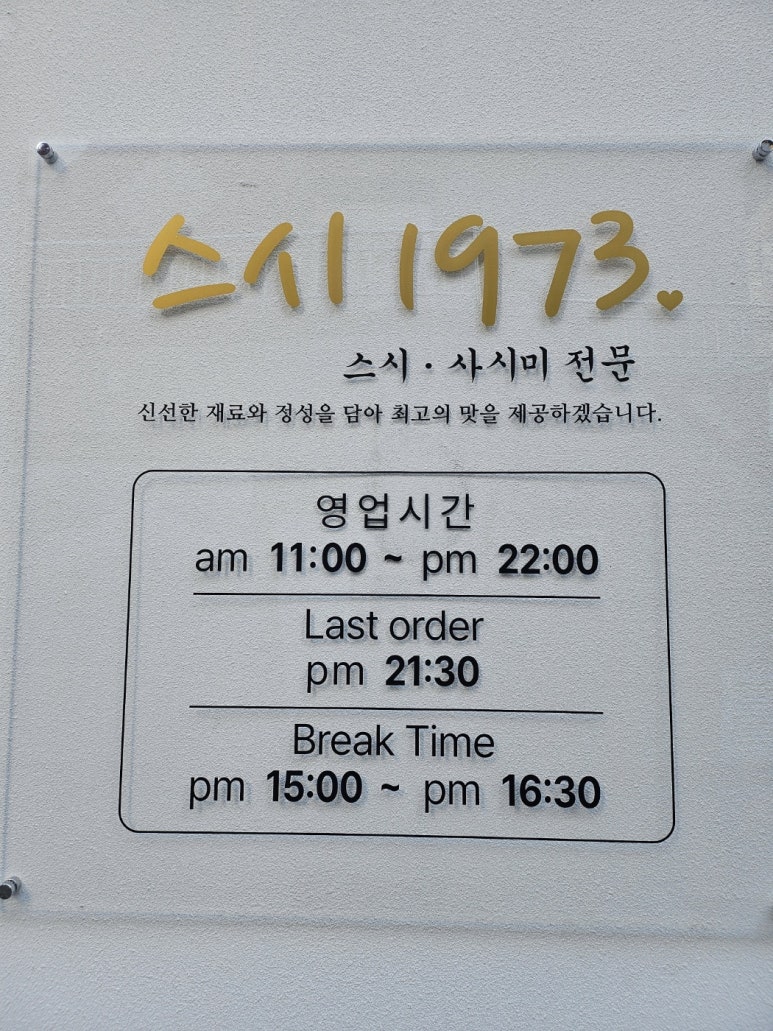 스시 1973.
스시 · 사시미 전문
신선한 재료와 정성을 담아 최고의 맛을 제공하겠습니다.
영업시간
am 11:00 ~ pm 22:00
Last order
pm 21:30
Break Time
pm 15:00 ~ pm 16:30